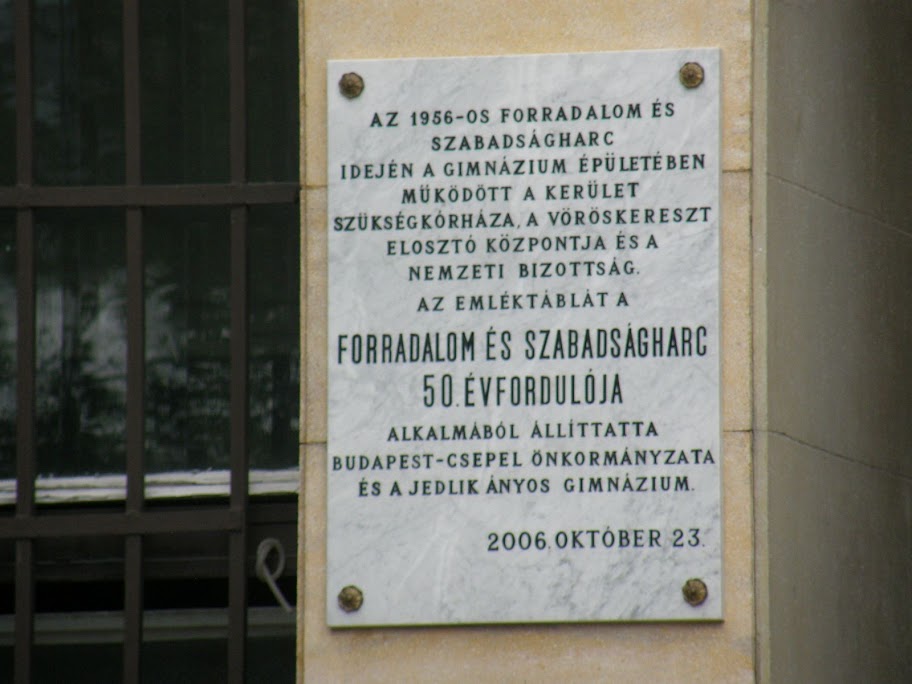 AZ 1956-OS FORRADALOM ÉS
SZABADSÁGHARC
IDEJÉN A GIMNÁZIUM ÉPÜLETÉBEN
MŰKÖDÖTT A KERÜLET
SZÜKSÉGKÓRHÁZA, A VÖRÖSKERESZT
ELOSZTÓ KÖZPONTJA ÉS A
NEMZETI BIZOTTSÁG.
AZ EMLÉKTÁBLÁT A
FORRADALOM ÉS SZABADSÁGHARC
50. ÉVFORDULÓJA
ALKALMÁBÓL ÁLLÍTTATTA
BUDAPEST-CSEPEL ÖNKORMÁNYZATA
ÉS A JEDLIK ÁNYOS GIMNÁZIUM.
2006. OKTÓBER 23.